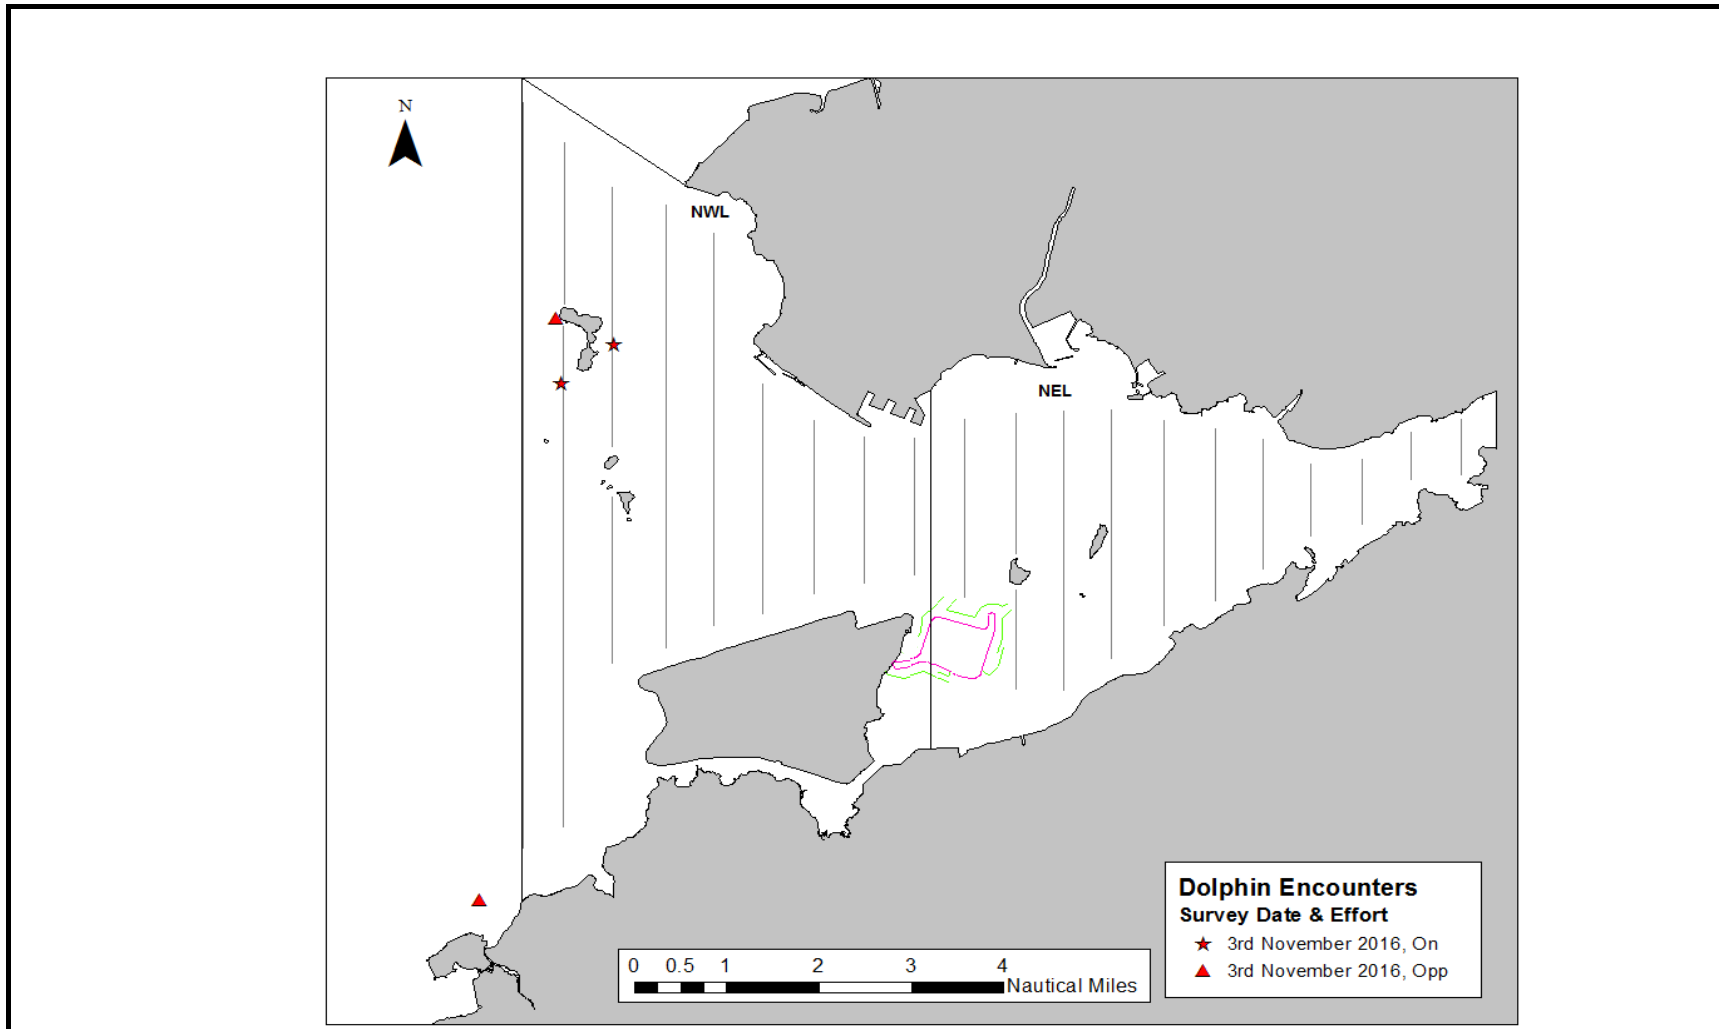 N
NWL
NEL
Dolphin Encounters
Survey Date & Effort
3rd November 2016, On
3rd November 2016, Opp
0 0.5 1 2 3 4
Nautical Miles